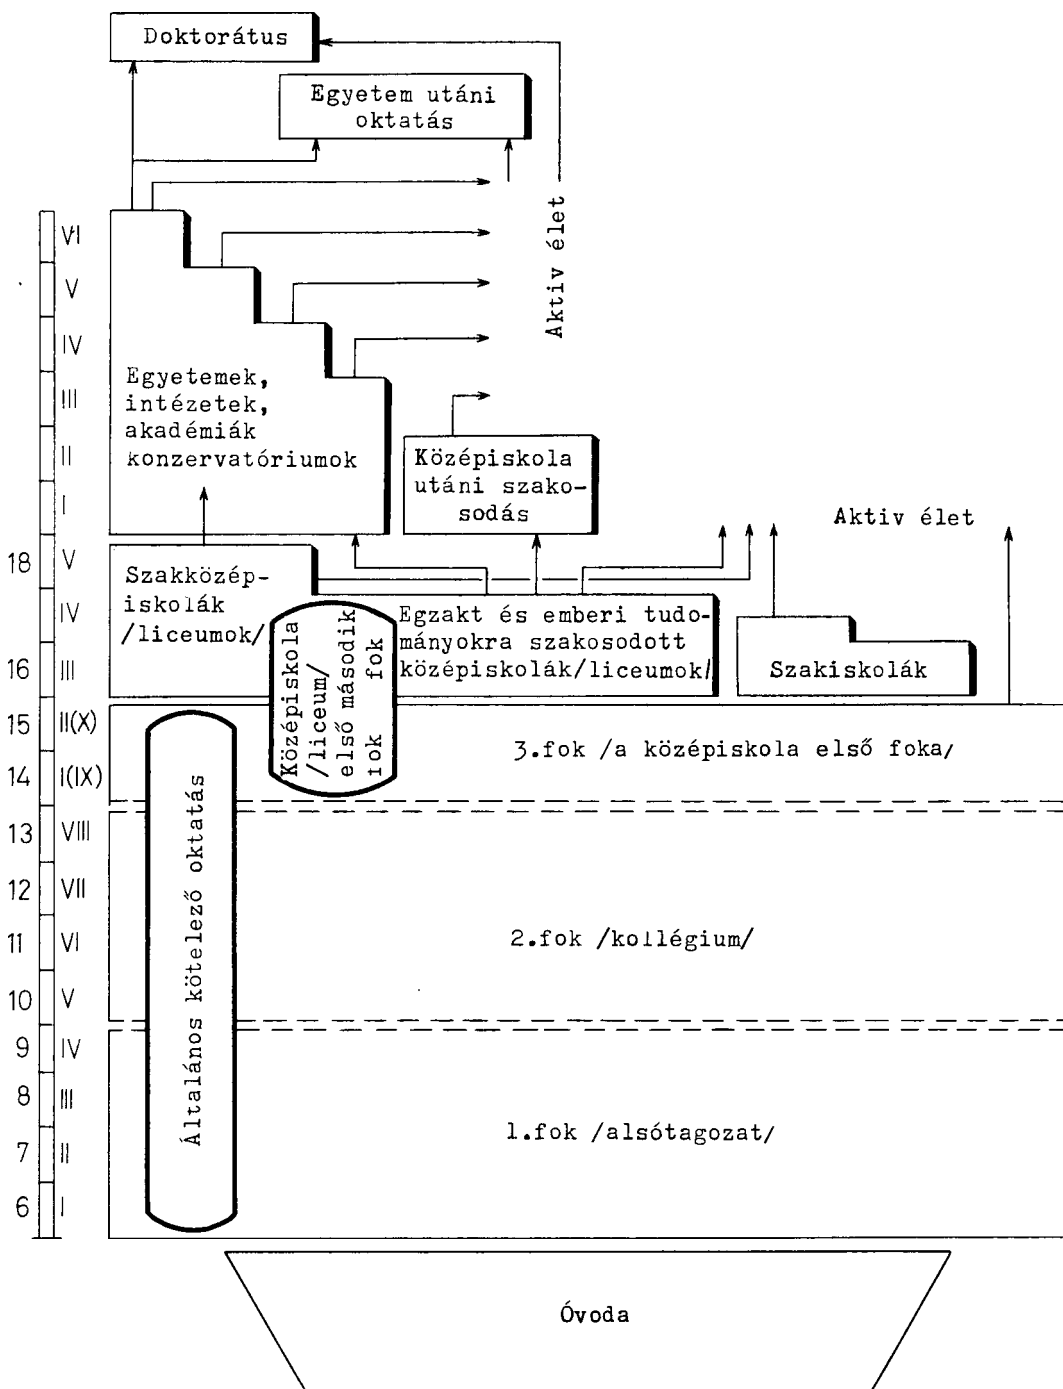 Doktorátus
Egyetem utáni
oktatás
Aktiv élet
VI
V
IV
III
II
I
Egyetemek,
intézetek,
akadémiák
konzervatóriumok
Középiskola
utáni szako-
sodás
Aktiv élet
18 V
IV
16 III
Szakközép-
iskolák
/liceumok/
Középiskola
/liceum/
első második
fok fok
Egzakt és emberi tudo-
mányokra szakosodott
középiskolák/liceumok/
Szakiskolák
15 II(X)
14 I(IX)
13 VIII
12 VII
11 VI
10 V
9 IV
8 III
7 II
6 I
Általános kötelező oktatás
3.fok /a középiskola első foka/
2.fok /kollégium/
1.fok /alsótagozat/
Óvoda